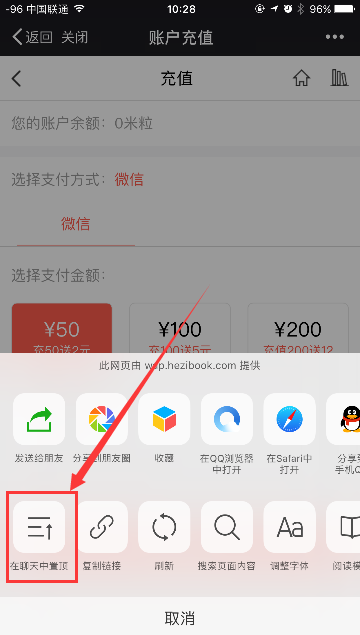 -96 中国联通 10:28 96%
返回 关闭 账户充值
充值
您的账户余额：0米粒
选择支付方式：微信
微信
选择支付金额：
¥50 ¥100 ¥200
充50送2元 充100送5元 充值200送12
此网页由 wap.hezibook.com 提供
发送给朋友 分享到朋友圈 收藏 在QQ浏览器中打开 在Safari中打开 分享到手机Q
在聊天中置顶 复制链接 刷新 搜索页面内容 调整字体 阅读模
取消